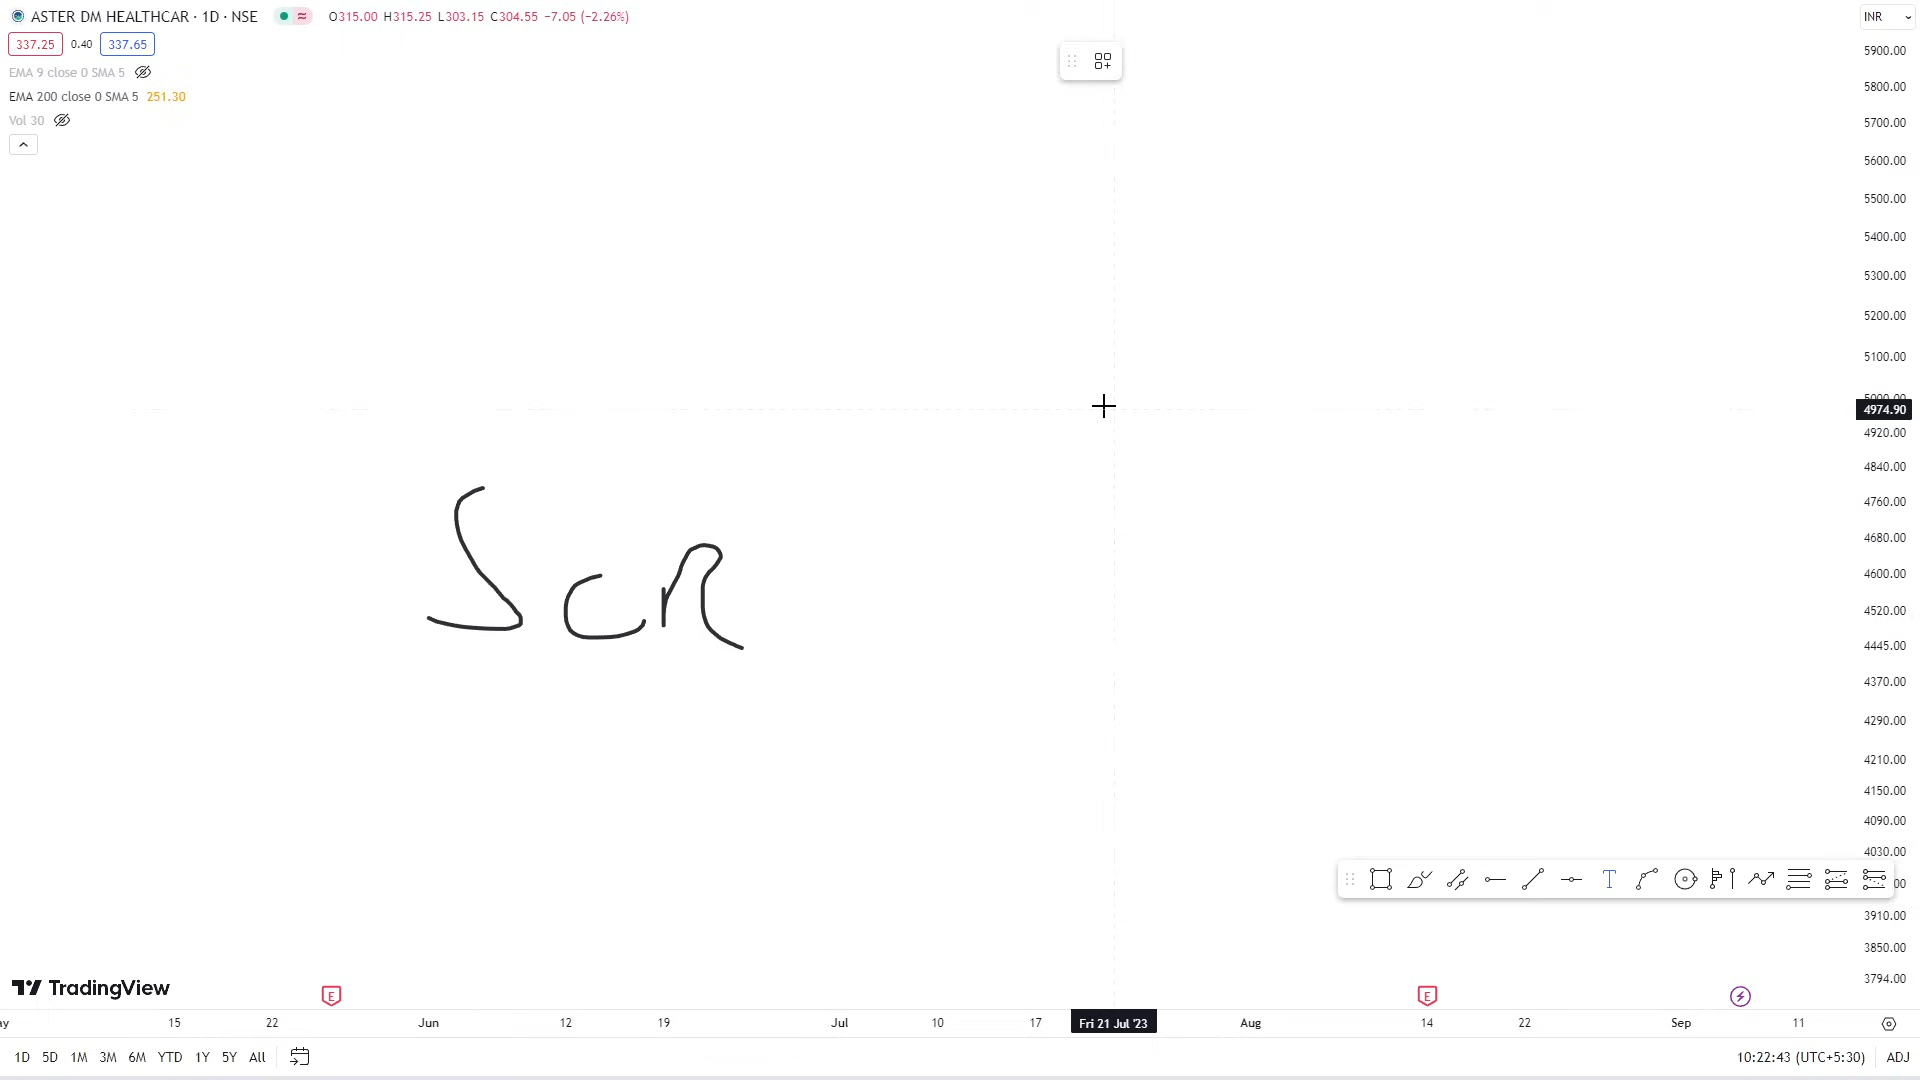 ASTER DM HEALTHCAR · 1D · NSE O315.00 H315.25 L303.15 C304.55 −7.05 (−2.26%)
INR
337.25 0.40 337.65
EMA 9 close 0 SMA 5
EMA 200 close 0 SMA 5 251.30
Vol 30
5900.00
5800.00
5700.00
5600.00
5500.00
5400.00
5300.00
5200.00
5100.00
5000.00
4974.90
4920.00
4840.00
4760.00
4680.00
4600.00
4520.00
4445.00
4370.00
4290.00
4210.00
4150.00
4090.00
4030.00
3910.00
3850.00
3794.00
ScR
T
TradingView
E E
15 22 Jun 12 19 Jul 10 17 Fri 21 Jul '23 Aug 14 22 Sep 11
1D 5D 1M 3M 6M YTD 1Y 5Y All 10:22:43 (UTC+5:30) ADJ